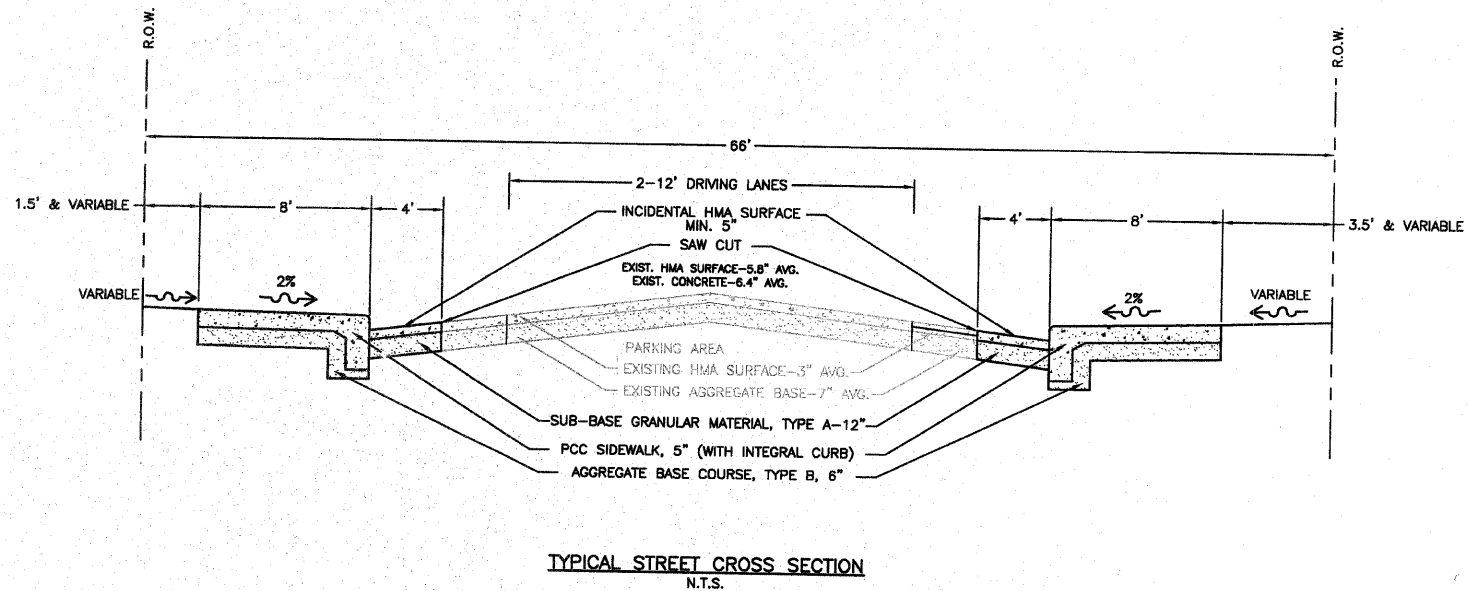 R.O.W.
R.O.W.
66'
2-12' DRIVING LANES
1.5' & VARIABLE
8'
4'
INCIDENTAL HMA SURFACE
MIN. 5"
4'
8'
3.5' & VARIABLE
SAW CUT
EXIST. HMA SURFACE-5.8" AVG.
EXIST. CONCRETE-6.4" AVG.
VARIABLE
2%
2%
VARIABLE
PARKING AREA
EXISTING HMA SURFACE-3" AVG.
EXISTING AGGREGATE BASE-7" AVG.
SUB-BASE GRANULAR MATERIAL, TYPE A-12"
PCC SIDEWALK, 5" (WITH INTEGRAL CURB)
AGGREGATE BASE COURSE, TYPE B, 6"
TYPICAL STREET CROSS SECTION
N.T.S.